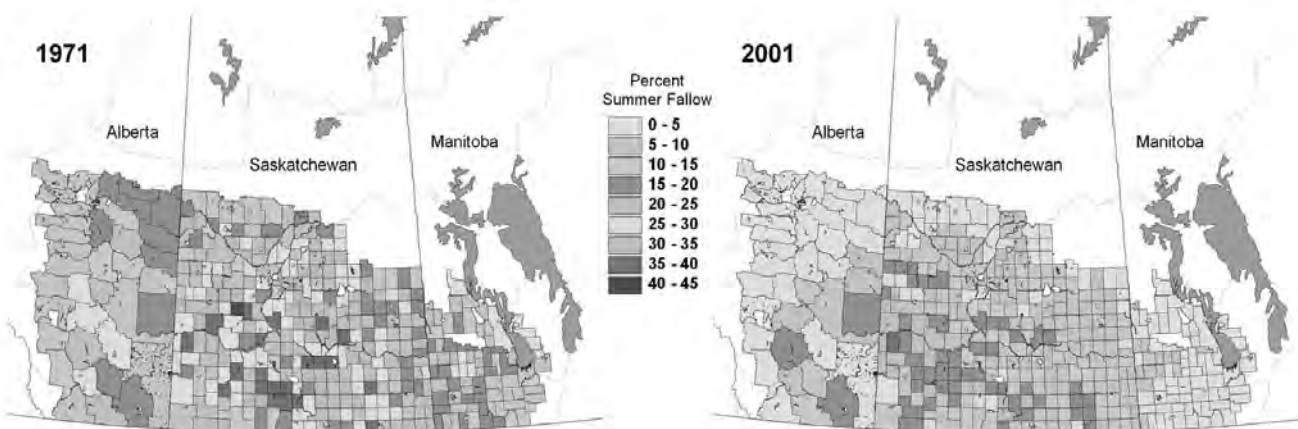 1971
Alberta
Saskatchewan
Manitoba
Percent
Summer Fallow
0 - 5
5 - 10
10 - 15
15 - 20
20 - 25
25 - 30
30 - 35
35 - 40
40 - 45
2001
Alberta
Saskatchewan
Manitoba